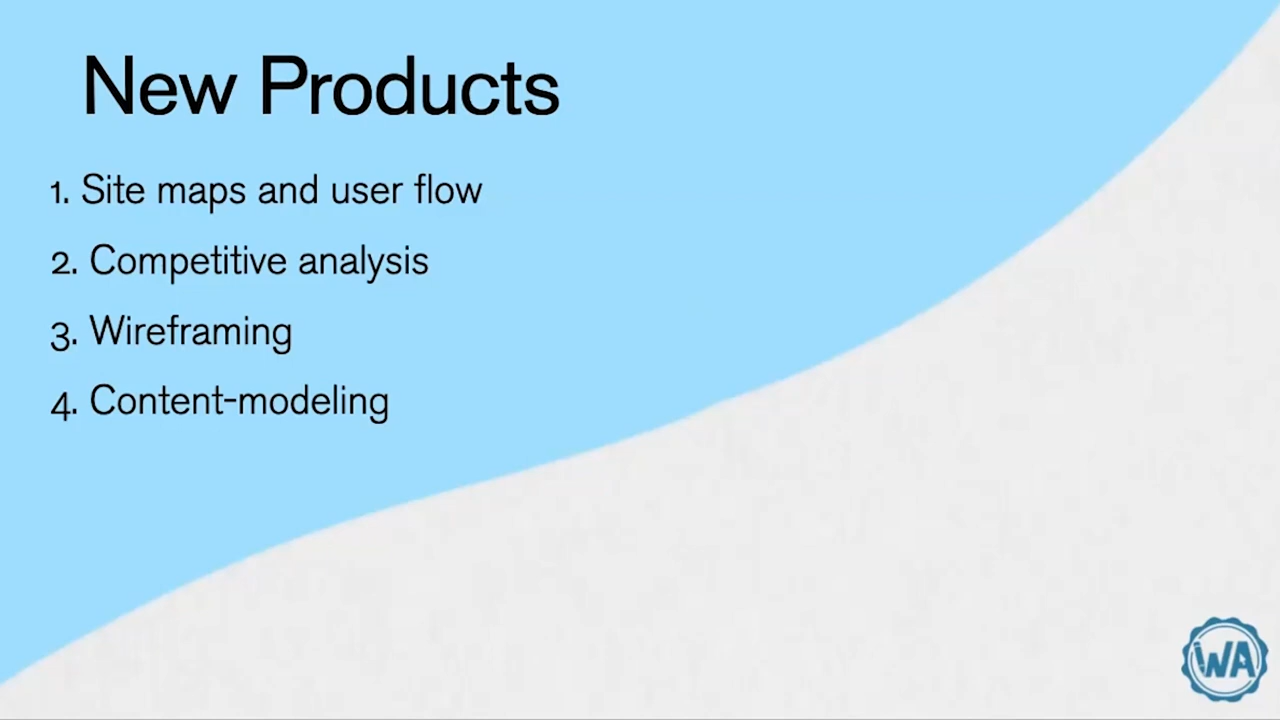 New Products
1. Site maps and user flow
2. Competitive analysis
3. Wireframing
4. Content-modeling
WA